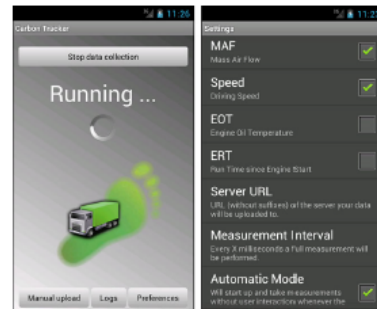 11:26
Carbon Tracker
Stop data collection
Running ...
Manual upload
Logs
Preferences
11:23
Settings
MAF
Mass Air Flow
Speed
Driving Speed
EOT
Engine Oil Temperature
ERT
Run Time since Engine Start
Server URL
URL (without suffixes) of the server your data
will be uploaded to.
Measurement Interval
Every X milliseconds a full measurement will
be performed.
Automatic Mode
Will start up and take measurements
without user interaction whenever the